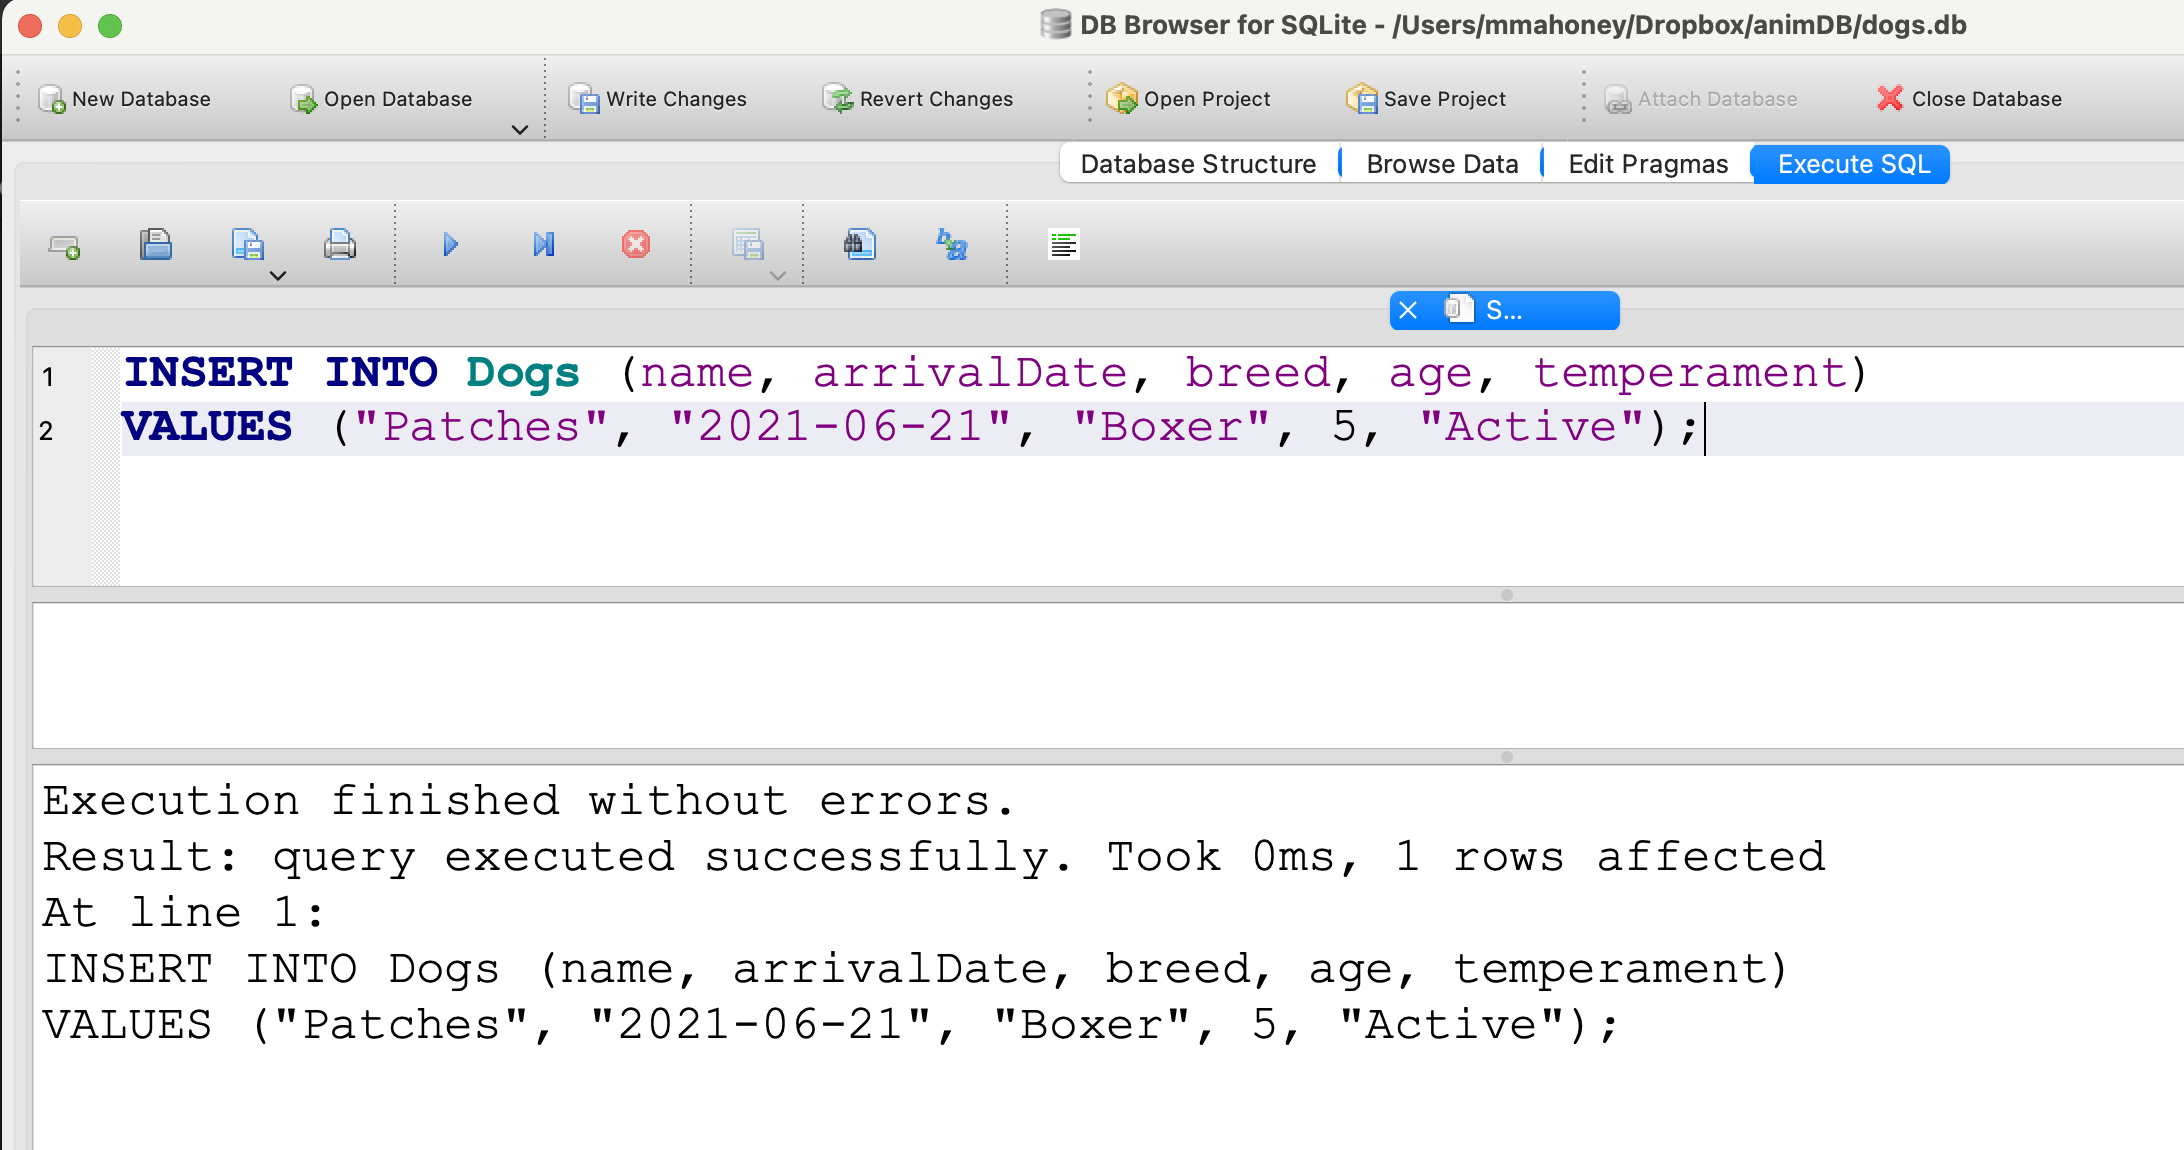 DB Browser for SQLite - /Users/mmahoney/Dropbox/animDB/dogs.db
New Database Open Database Write Changes Revert Changes Open Project Save Project Attach Database Close Database
Database Structure Browse Data Edit Pragmas Execute SQL
S...
1 INSERT INTO Dogs (name, arrivalDate, breed, age, temperament)
2 VALUES ("Patches", "2021-06-21", "Boxer", 5, "Active");
Execution finished without errors.
Result: query executed successfully. Took 0ms, 1 rows affected
At line 1:
INSERT INTO Dogs (name, arrivalDate, breed, age, temperament)
VALUES ("Patches", "2021-06-21", "Boxer", 5, "Active");